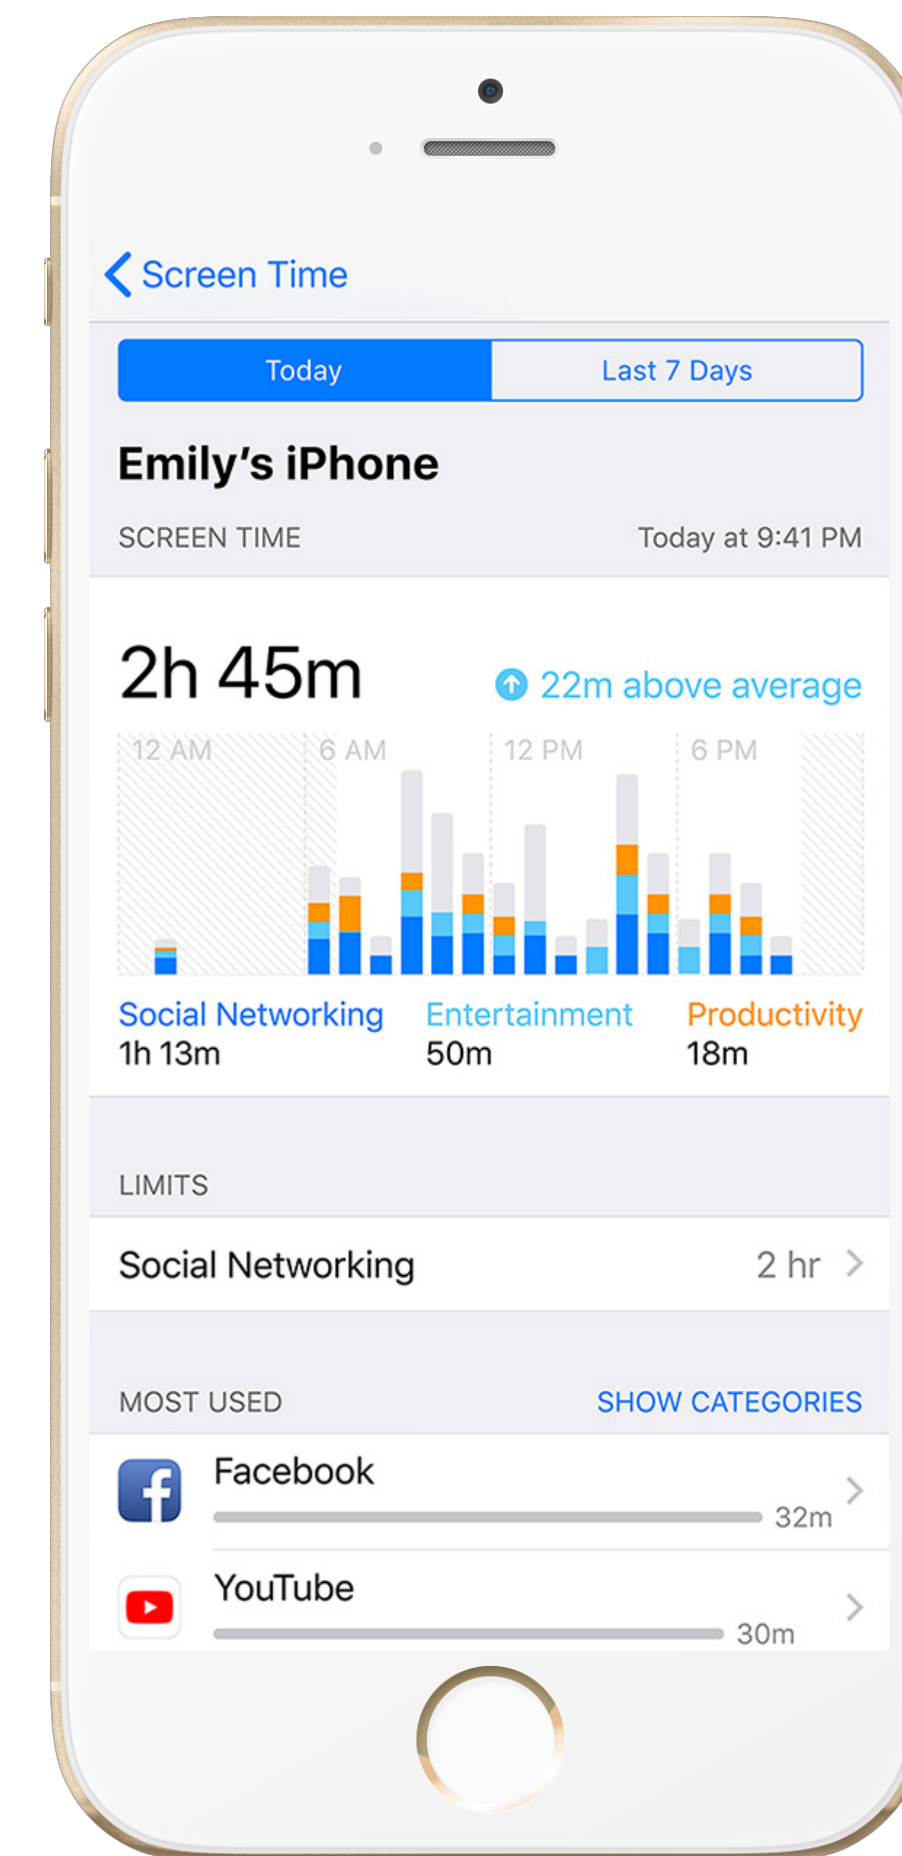 Screen Time
Today Last 7 Days
Emily’s iPhone
SCREEN TIME Today at 9:41 PM
2h 45m 22m above average
12 AM 6 AM 12 PM 6 PM
Social Networking Entertainment Productivity
1h 13m 50m 18m
LIMITS
Social Networking 2 hr
MOST USED SHOW CATEGORIES
Facebook
32m
YouTube
30m